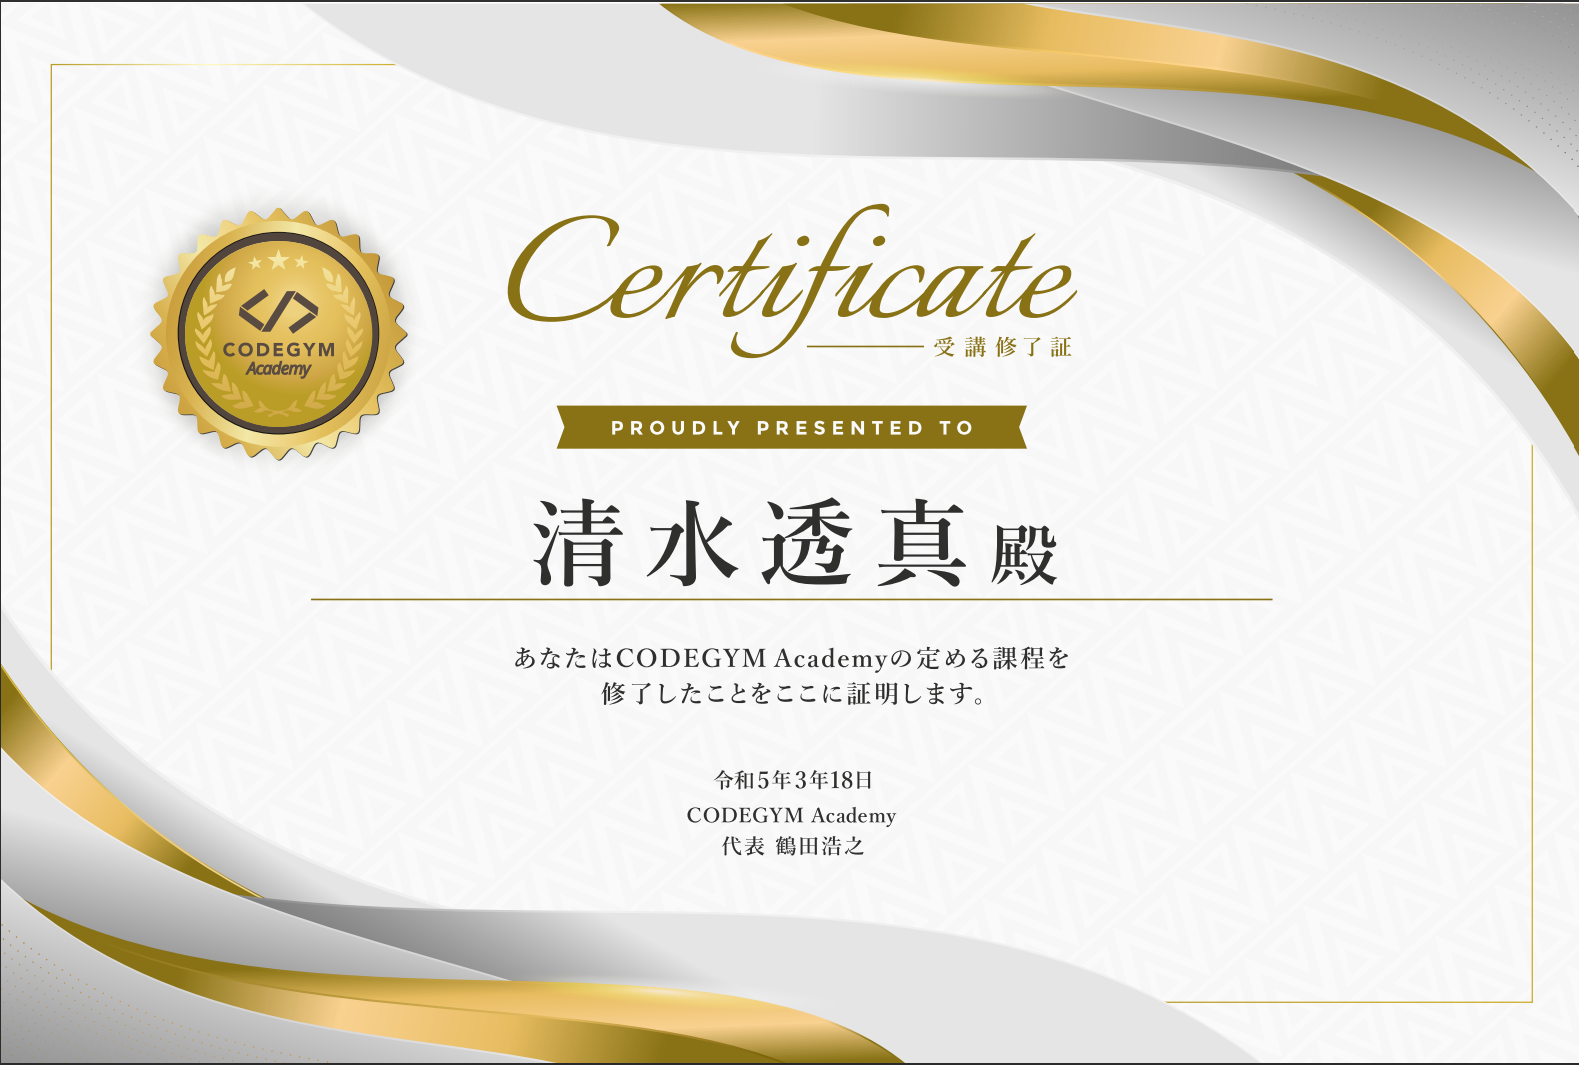 CODEGYM
Academy
Certificate
受講修了証
PROUDLY PRESENTED TO
清水透真 殿
あなたはCODEGYM Academyの定める課程を
修了したことをここに証明します。
令和5年3年18日
CODEGYM Academy
代表 鶴田浩之